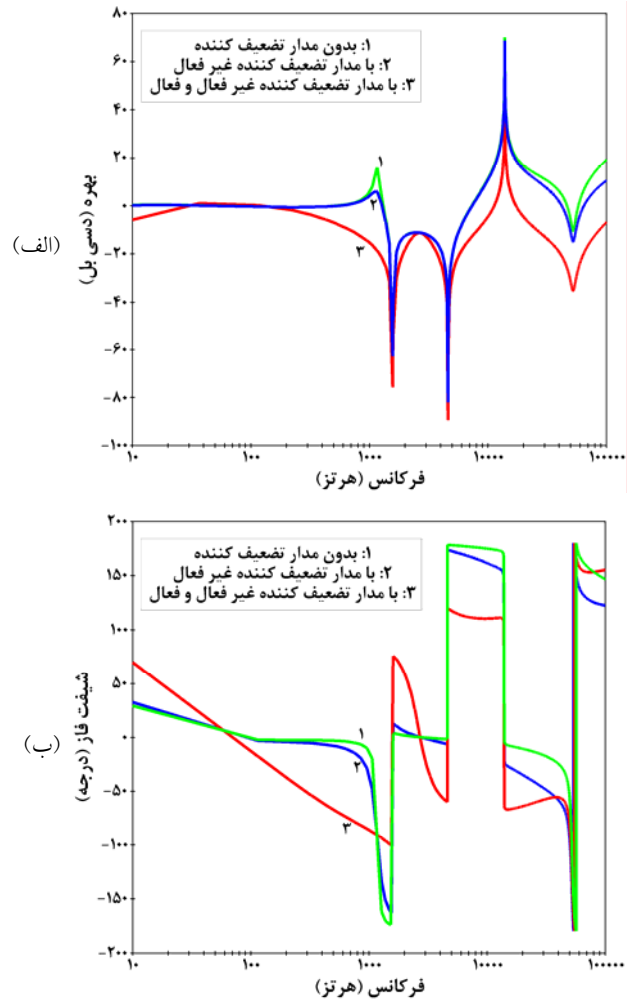 ۸۰
۶۰
۴۰
۲۰
۰
-۲۰
-۴۰
-۶۰
-۸۰
-۱۰۰
۱: بدون مدار تضعیف کننده
۲: با مدار تضعیف کننده غیر فعال
۳: با مدار تضعیف کننده غیر فعال و فعال
۱
۲
۳
بهره (دسی بل)
(الف)
۱۰ ۱۰۰ ۱۰۰۰ ۱۰۰۰۰ ۱۰۰۰۰۰
فرکانس (هرتز)
۲۰۰
۱۵۰
۱۰۰
۵۰
۰
-۵۰
-۱۰۰
-۱۵۰
-۲۰۰
۱: بدون مدار تضعیف کننده
۲: با مدار تضعیف کننده غیر فعال
۳: با مدار تضعیف کننده غیر فعال و فعال
۱
۲
۳
شیفت فاز (درجه)
(ب)
۱۰ ۱۰۰ ۱۰۰۰ ۱۰۰۰۰ ۱۰۰۰۰۰
فرکانس (هرتز)